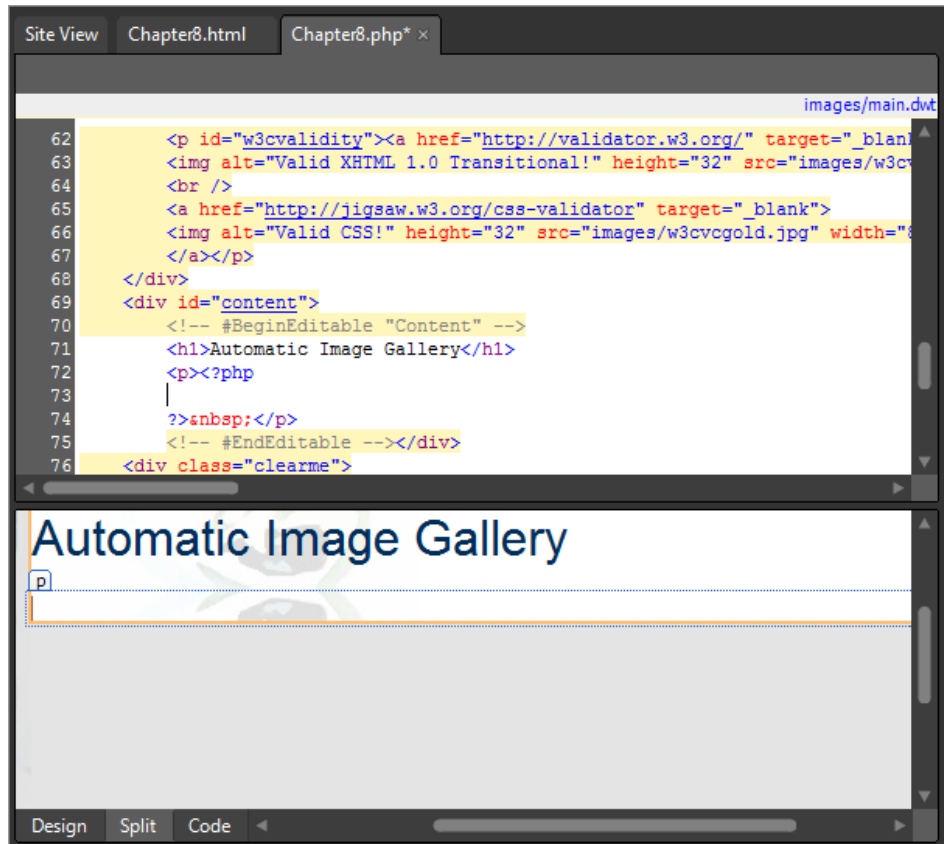 Site View Chapter8.html Chapter8.php* ×
images/main.dwt
62 <p id="w3cvalidity"><a href="http://validator.w3.org/" target="_blank
63 <img alt="Valid XHTML 1.0 Transitional!" height="32" src="images/w3cv
64 <br />
65 <a href="http://jigsaw.w3.org/css-validator" target="_blank">
66 <img alt="Valid CSS!" height="32" src="images/w3cvcgold.jpg" width="8
67 </a></p>
68 </div>
69 <div id="content">
70 <!-- #BeginEditable "Content" -->
71 <h1>Automatic Image Gallery</h1>
72 <p><?php
73
74 ?>&nbsp;</p>
75 <!-- #EndEditable --></div>
76 <div class="clearme">
Automatic Image Gallery
p
Design Split Code